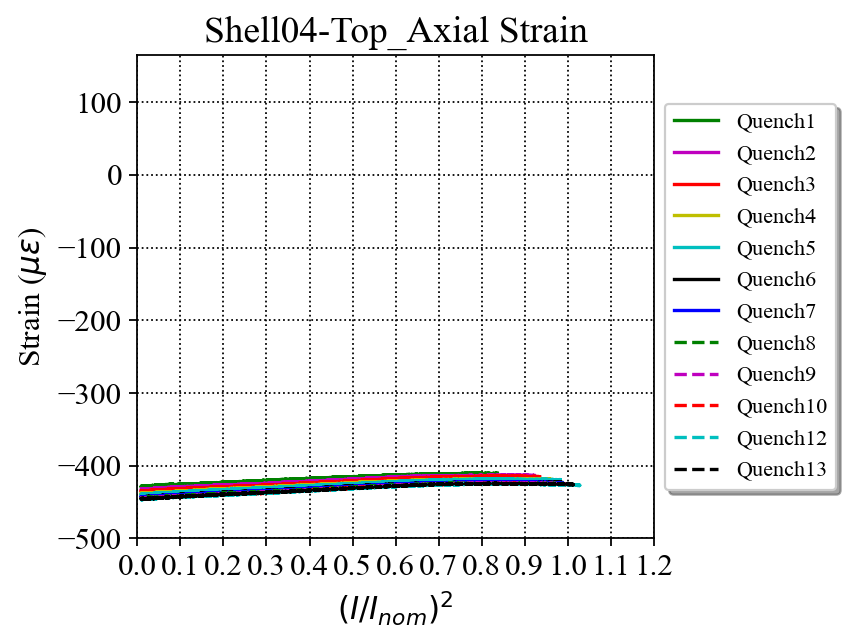 Shell04-Top_Axial Strain
Strain (με)
100
0
−100
−200
−300
−400
−500
0.0 0.1 0.2 0.3 0.4 0.5 0.6 0.7 0.8 0.9 1.0 1.1 1.2
(I/I_nom)^2
Quench1
Quench2
Quench3
Quench4
Quench5
Quench6
Quench7
Quench8
Quench9
Quench10
Quench12
Quench13